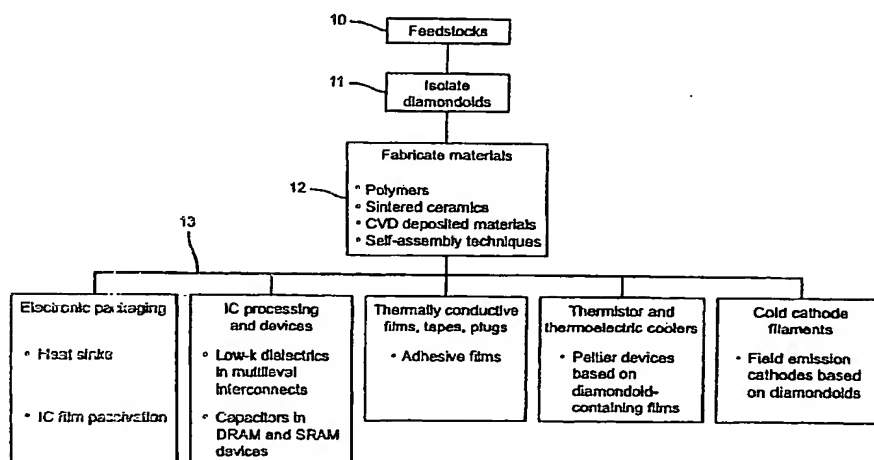 10
Feedstocks
11
Isolate
diamondoids
Fabricate materials
12
• Polymers
• Sintered ceramics
• CVD deposited materials
• Self-assembly techniques
13
Electronic packaging
• Heat sinks
• IC film passivation
IC processing
and devices
• Low-k dielectrics
in multilevel
interconnects
• Capacitors in
DRAM and SRAM
devices
Thermally conductive
films, tapes, plugs
• Adhesive films
Thermistor and
thermoelectric coolers
• Peltier devices
based on
diamondoid-
containing films
Cold cathode
filaments
• Field emission
cathodes based
on diamondoids